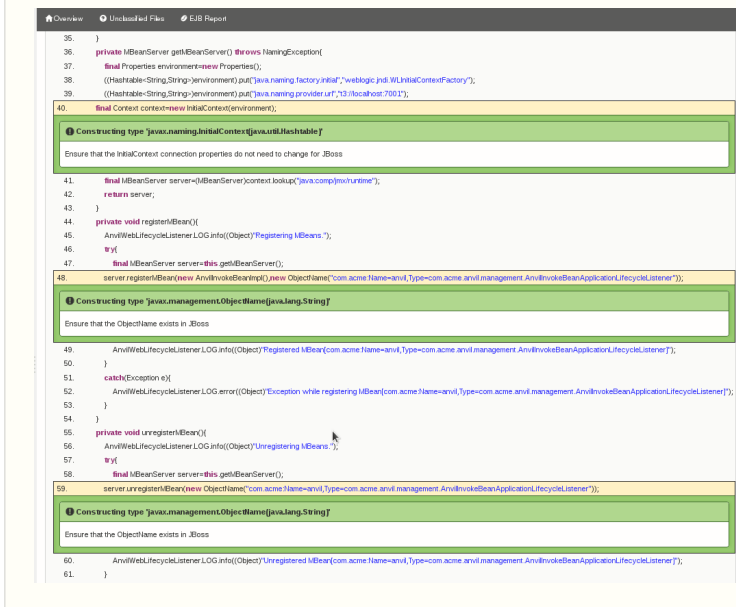 Overview Unclassified Files EJB Report
35. }
36. private MBeanServer getMBeanServer() throws NamingException{
37. final Properties environment=new Properties();
38. ((Hashtable<String,String>)environment).put("java.naming.factory.initial","weblogic.jndi.WLInitialContextFactory");
39. ((Hashtable<String,String>)environment).put("java.naming.provider.url","t3://localhost:7001");
40. final Context context=new InitialContext(environment);
Constructing type 'javax.naming.InitialContext(java.util.Hashtable)'
Ensure that the InitialContext connection properties do not need to change for JBoss
41. final MBeanServer server=(MBeanServer)context.lookup("java:comp/jmx/runtime");
42. return server;
43. }
44. private void registerMBean(){
45. AnvilWebLifecycleListener.LOG.info((Object)"Registering MBeans.");
46. try{
47. final MBeanServer server=this.getMBeanServer();
48. server.registerMBean(new AnvilInvokeBeanImpl(),new ObjectName("com.acme:Name=anvil,Type=com.acme.anvil.management.AnvilInvokeBeanApplicationLifecycleListener"));
Constructing type 'javax.management.ObjectName(java.lang.String)'
Ensure that the ObjectName exists in JBoss
49. AnvilWebLifecycleListener.LOG.info((Object)"Registered MBean[com.acme:Name=anvil,Type=com.acme.anvil.management.AnvilInvokeBeanApplicationLifecycleListener]");
50. }
51. catch(Exception e){
52. AnvilWebLifecycleListener.LOG.error((Object)"Exception while registering MBean[com.acme:Name=anvil,Type=com.acme.anvil.management.AnvilInvokeBeanApplicationLifecycleListener]");
53. }
54. }
55. private void unregisterMBean(){
56. AnvilWebLifecycleListener.LOG.info((Object)"Unregistering MBeans.");
57. try{
58. final MBeanServer server=this.getMBeanServer();
59. server.unregisterMBean(new ObjectName("com.acme:Name=anvil,Type=com.acme.anvil.management.AnvilInvokeBeanApplicationLifecycleListener"));
Constructing type 'javax.management.ObjectName(java.lang.String)'
Ensure that the ObjectName exists in JBoss
60. AnvilWebLifecycleListener.LOG.info((Object)"Unregistered MBean[com.acme:Name=anvil,Type=com.acme.anvil.management.AnvilInvokeBeanApplicationLifecycleListener]");
61. }